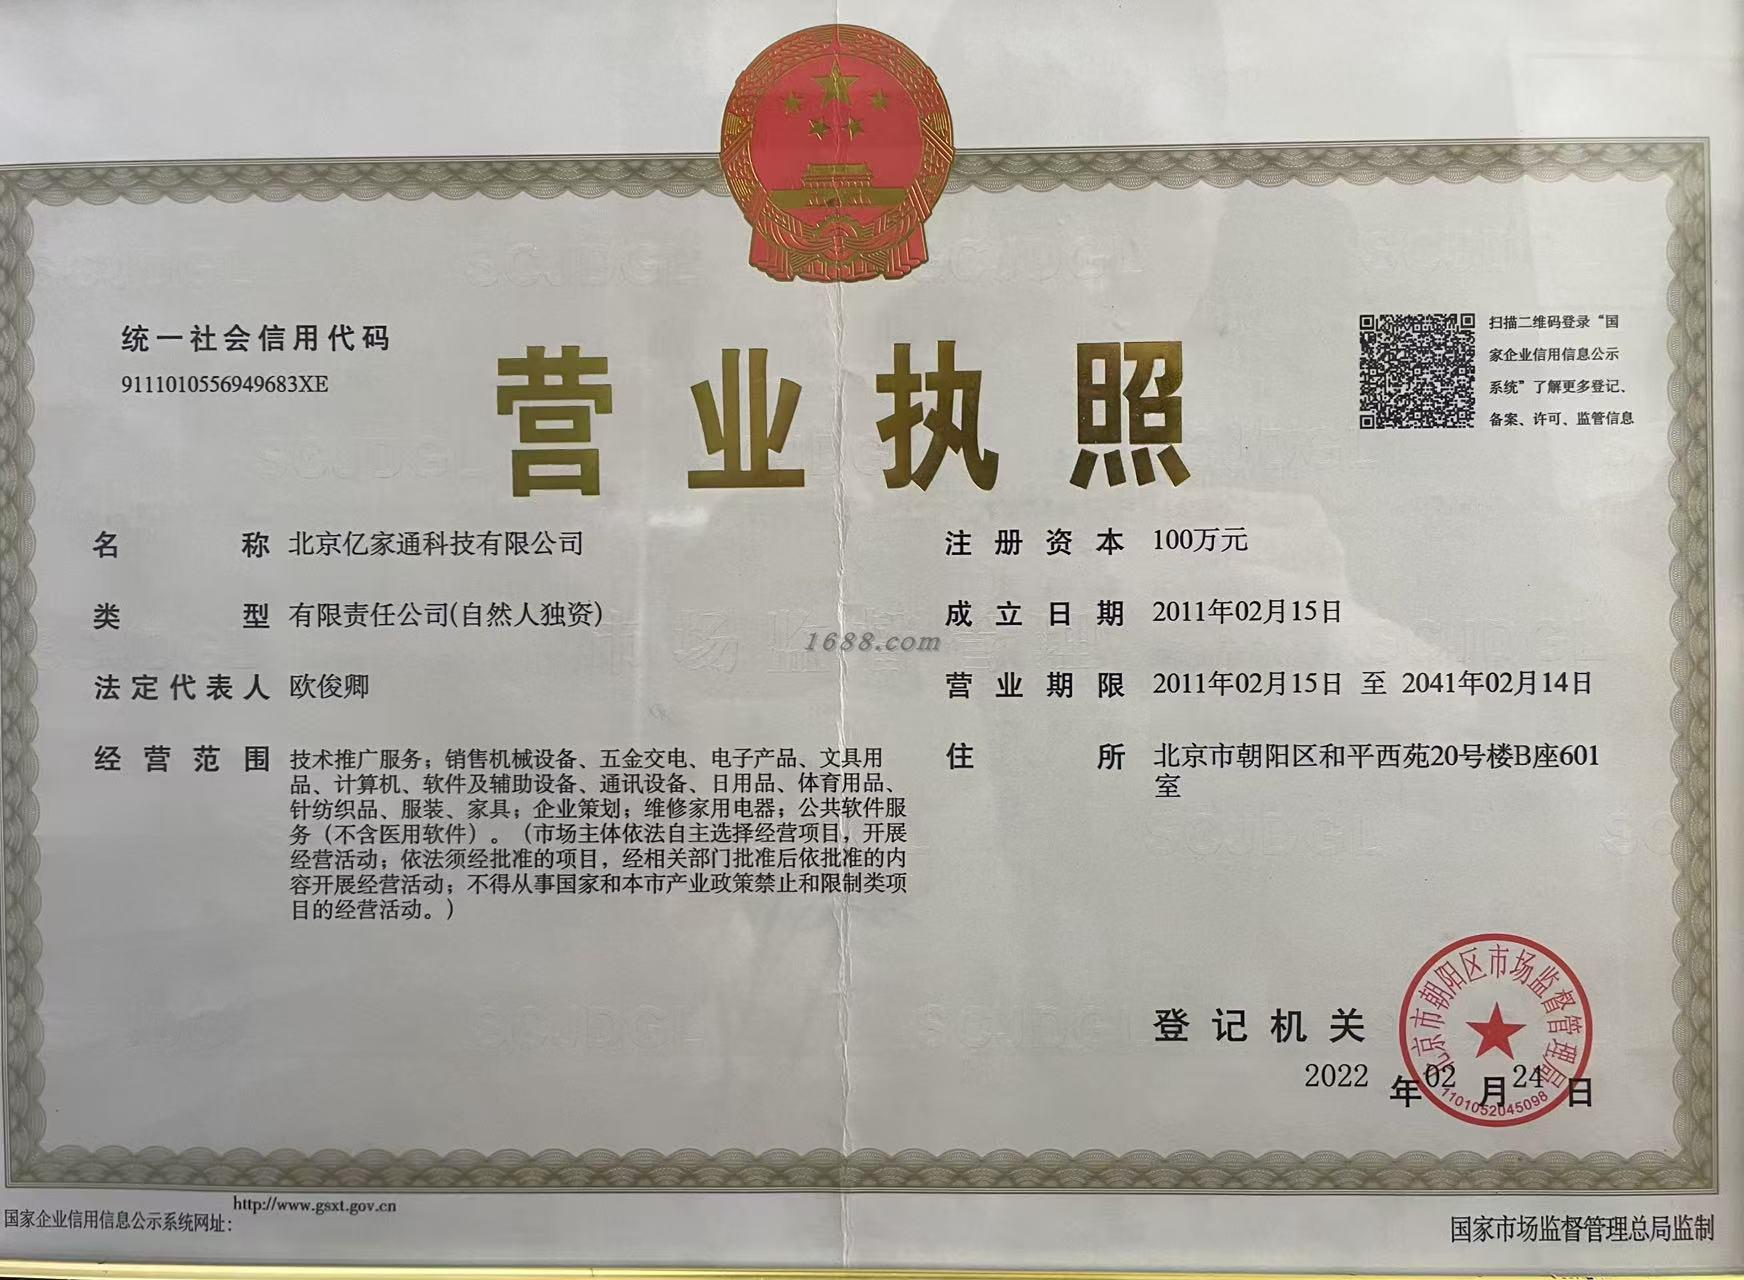 统一社会信用代码
9111010556949683XE
营业执照
扫描二维码登录“国
家企业信用信息公示
系统”了解更多登记、
备案、许可、监管信息
名称 北京亿家通科技有限公司
类型 有限责任公司(自然人独资)
法定代表人 欧俊卿
经营范围 技术推广服务；销售机械设备、五金交电、电子产品、文具用
品、计算机、软件及辅助设备、通讯设备、日用品、体育用品、
针纺织品、服装、家具；企业策划；维修家用电器；公共软件服
务（不含医用软件）。（市场主体依法自主选择经营项目，开展
经营活动；依法须经批准的项目，经相关部门批准后依批准的内
容开展经营活动；不得从事国家和本市产业政策禁止和限制类项
目的经营活动。）
注册资本 100万元
成立日期 2011年02月15日
营业期限 2011年02月15日 至 2041年02月14日
住所 北京市朝阳区和平西苑20号楼B座601
室
1688.com
登记机关
北京市朝阳区市场监督管理局
1101052045098
2022年02月24日
国家企业信用信息公示系统网址：http://www.gsxt.gov.cn
国家市场监督管理总局监制